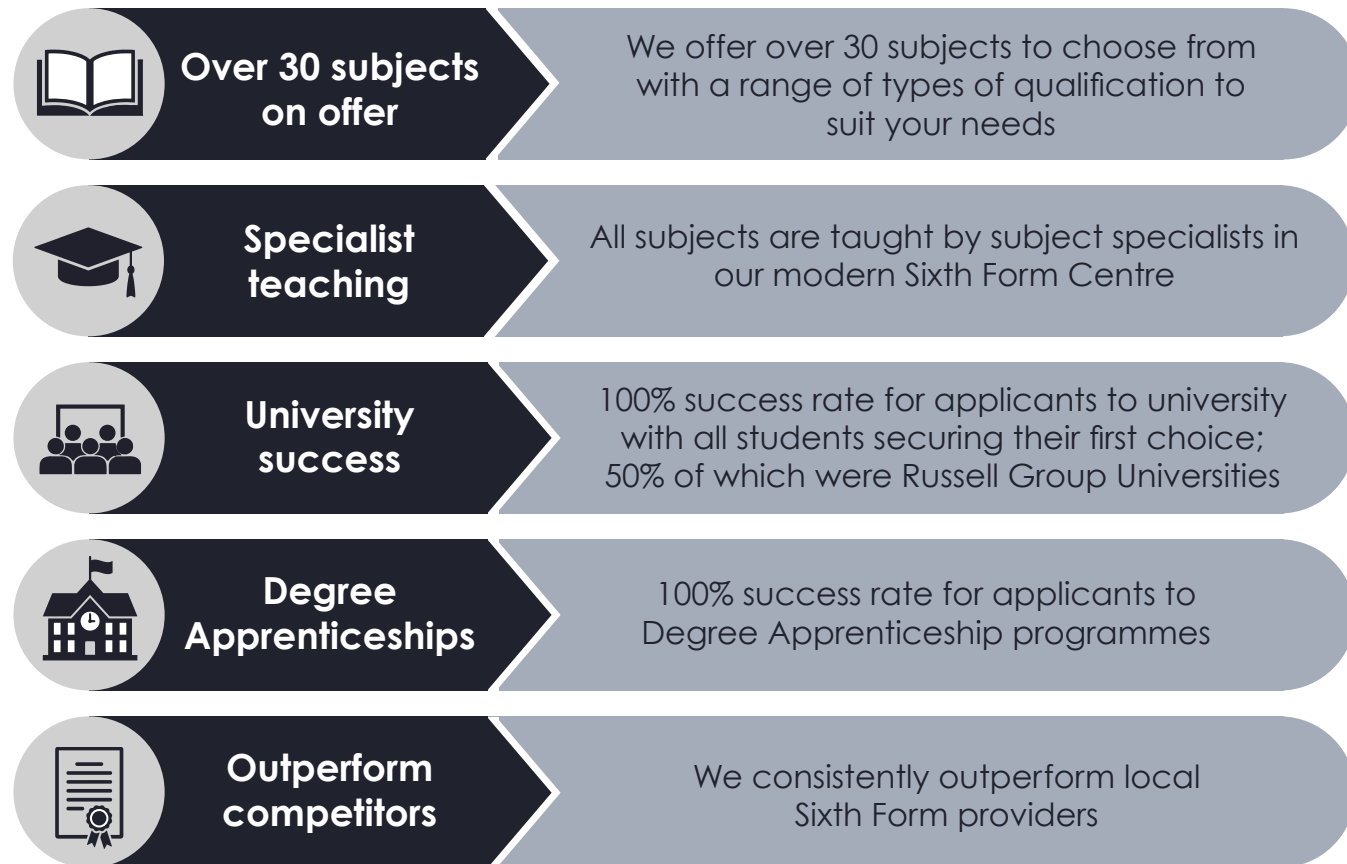 Over 30 subjects
on offer
We offer over 30 subjects to choose from
with a range of types of qualification to
suit your needs
Specialist
teaching
All subjects are taught by subject specialists in
our modern Sixth Form Centre
University
success
100% success rate for applicants to university
with all students securing their first choice;
50% of which were Russell Group Universities
Degree
Apprenticeships
100% success rate for applicants to
Degree Apprenticeship programmes
Outperform
competitors
We consistently outperform local
Sixth Form providers